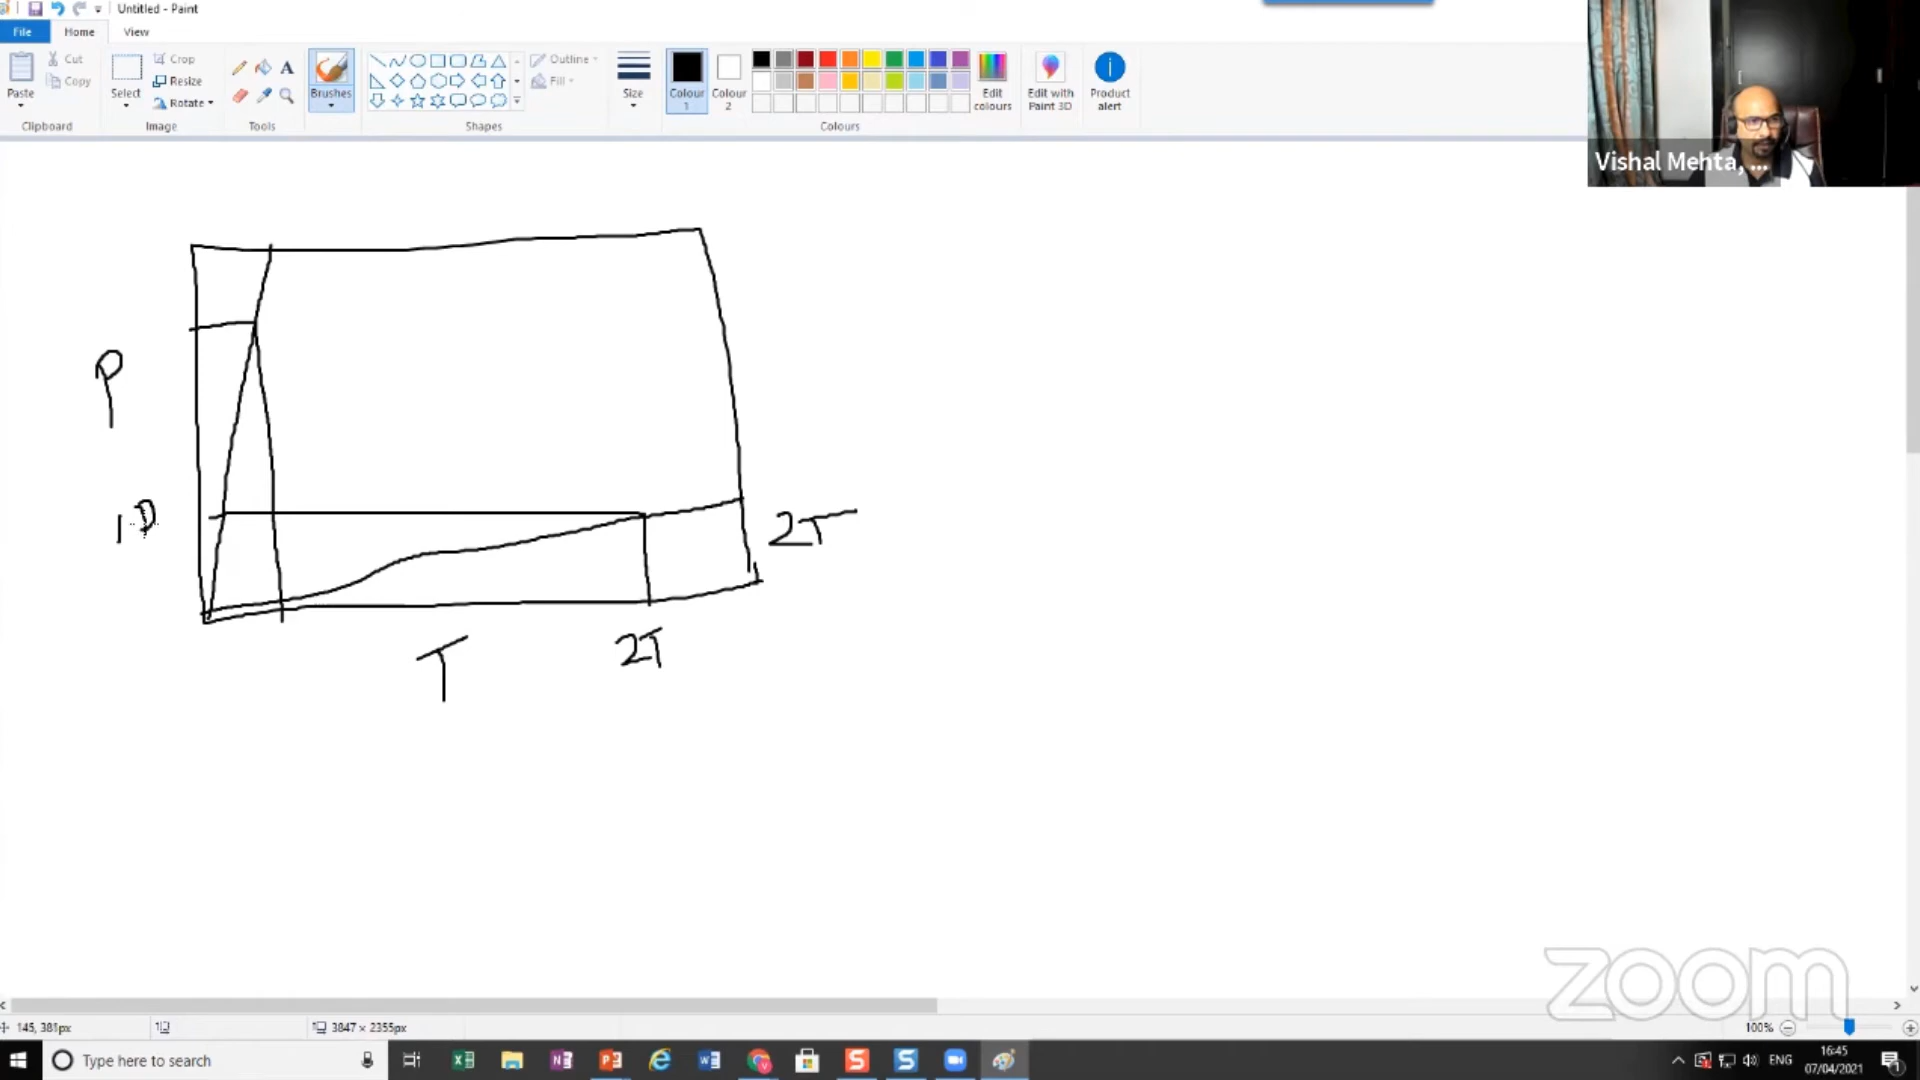 Untitled - Paint
File
Home
View
Cut
Copy
Paste
Clipboard
Crop
Resize
Rotate
Select
Image
Tools
Brushes
Shapes
Outline
Fill
Size
Colour 1
Colour 2
Colours
Edit colours
Edit with Paint 3D
Product alert
Vishal Mehta, ...
P
1D
2T
T
2T
zoom
145, 381px
3847 × 2355px
100%
Type here to search
ENG
16:45
07/04/2021
1